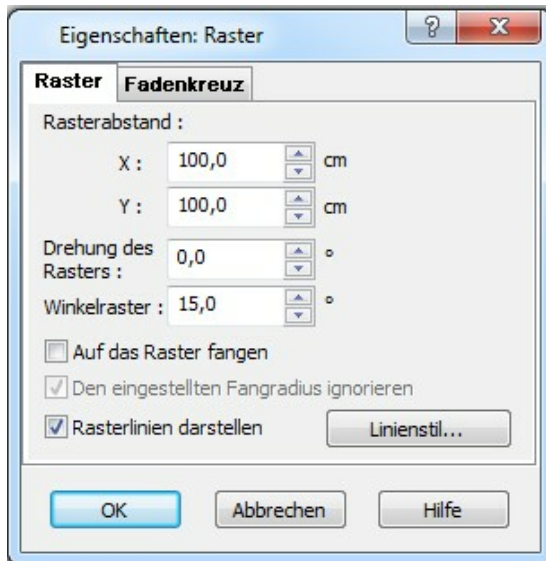 Eigenschaften: Raster
Raster Fadenkreuz
Rasterabstand :
X : 100,0 cm
Y : 100,0 cm
Drehung des
Rasters : 0,0 °
Winkelraster : 15,0 °
Auf das Raster fangen
Den eingestellten Fangradius ignorieren
Rasterlinien darstellen Linienstil...
OK Abbrechen Hilfe